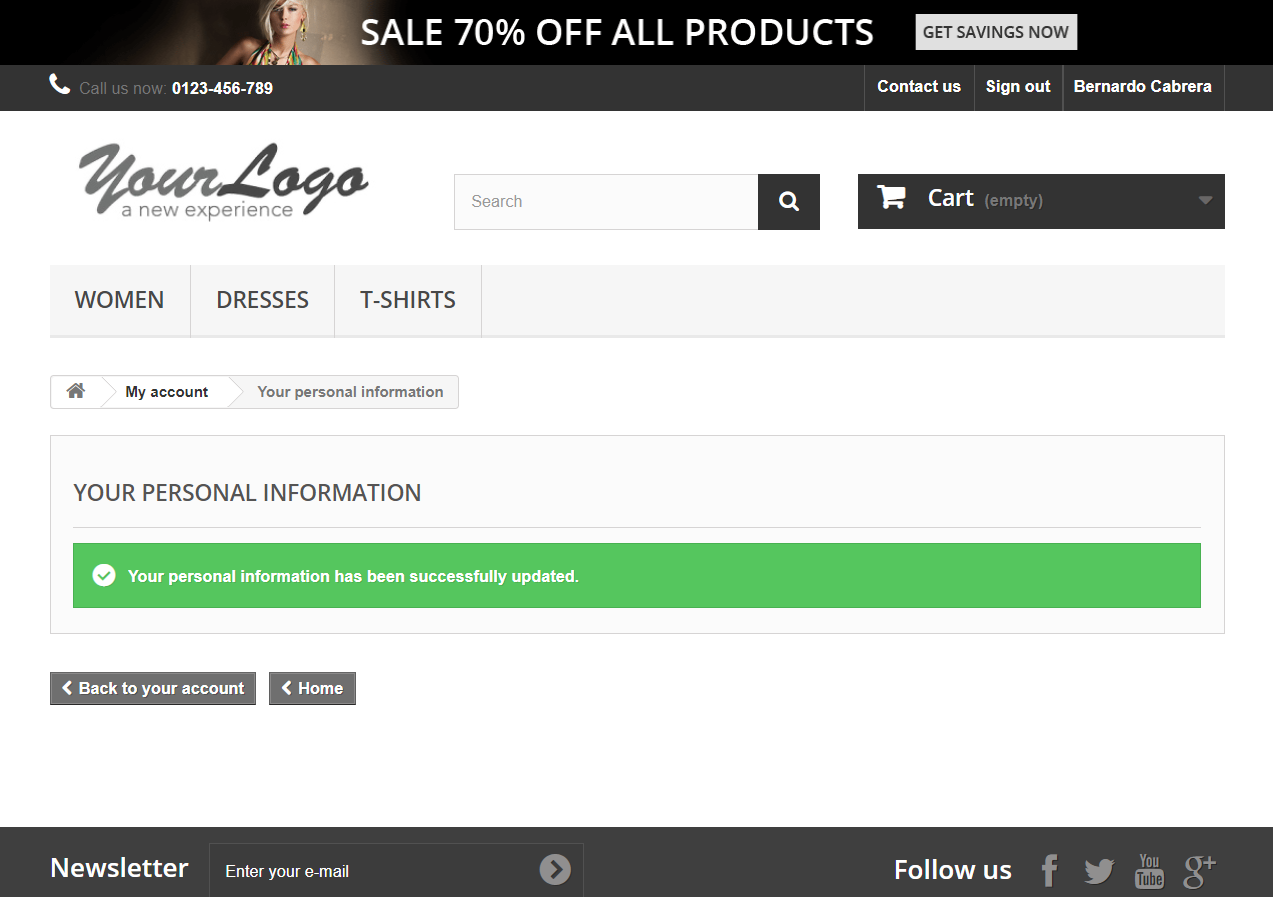 SALE 70% OFF ALL PRODUCTS GET SAVINGS NOW
Call us now: 0123-456-789 Contact us Sign out Bernardo Cabrera
Your Logo
a new experience
Search
Cart (empty)
WOMEN DRESSES T-SHIRTS
My account Your personal information
YOUR PERSONAL INFORMATION
Your personal information has been successfully updated.
Back to your account Home
Newsletter Enter your e-mail Follow us
You Tube
g+